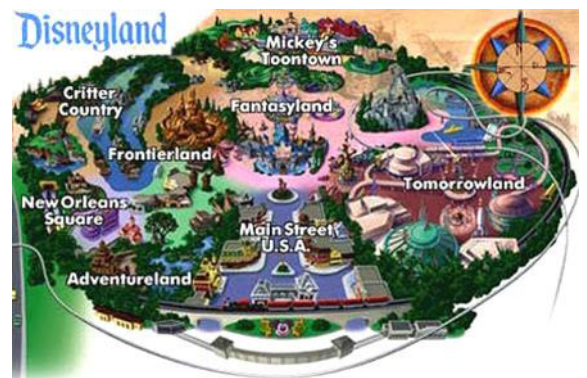 Disneyland
Mickey's
Toontown
Critter
Country
Fantasyland
Frontierland
Tomorrowland
New Orleans
Square
Main Street,
U.S.A.
Adventureland